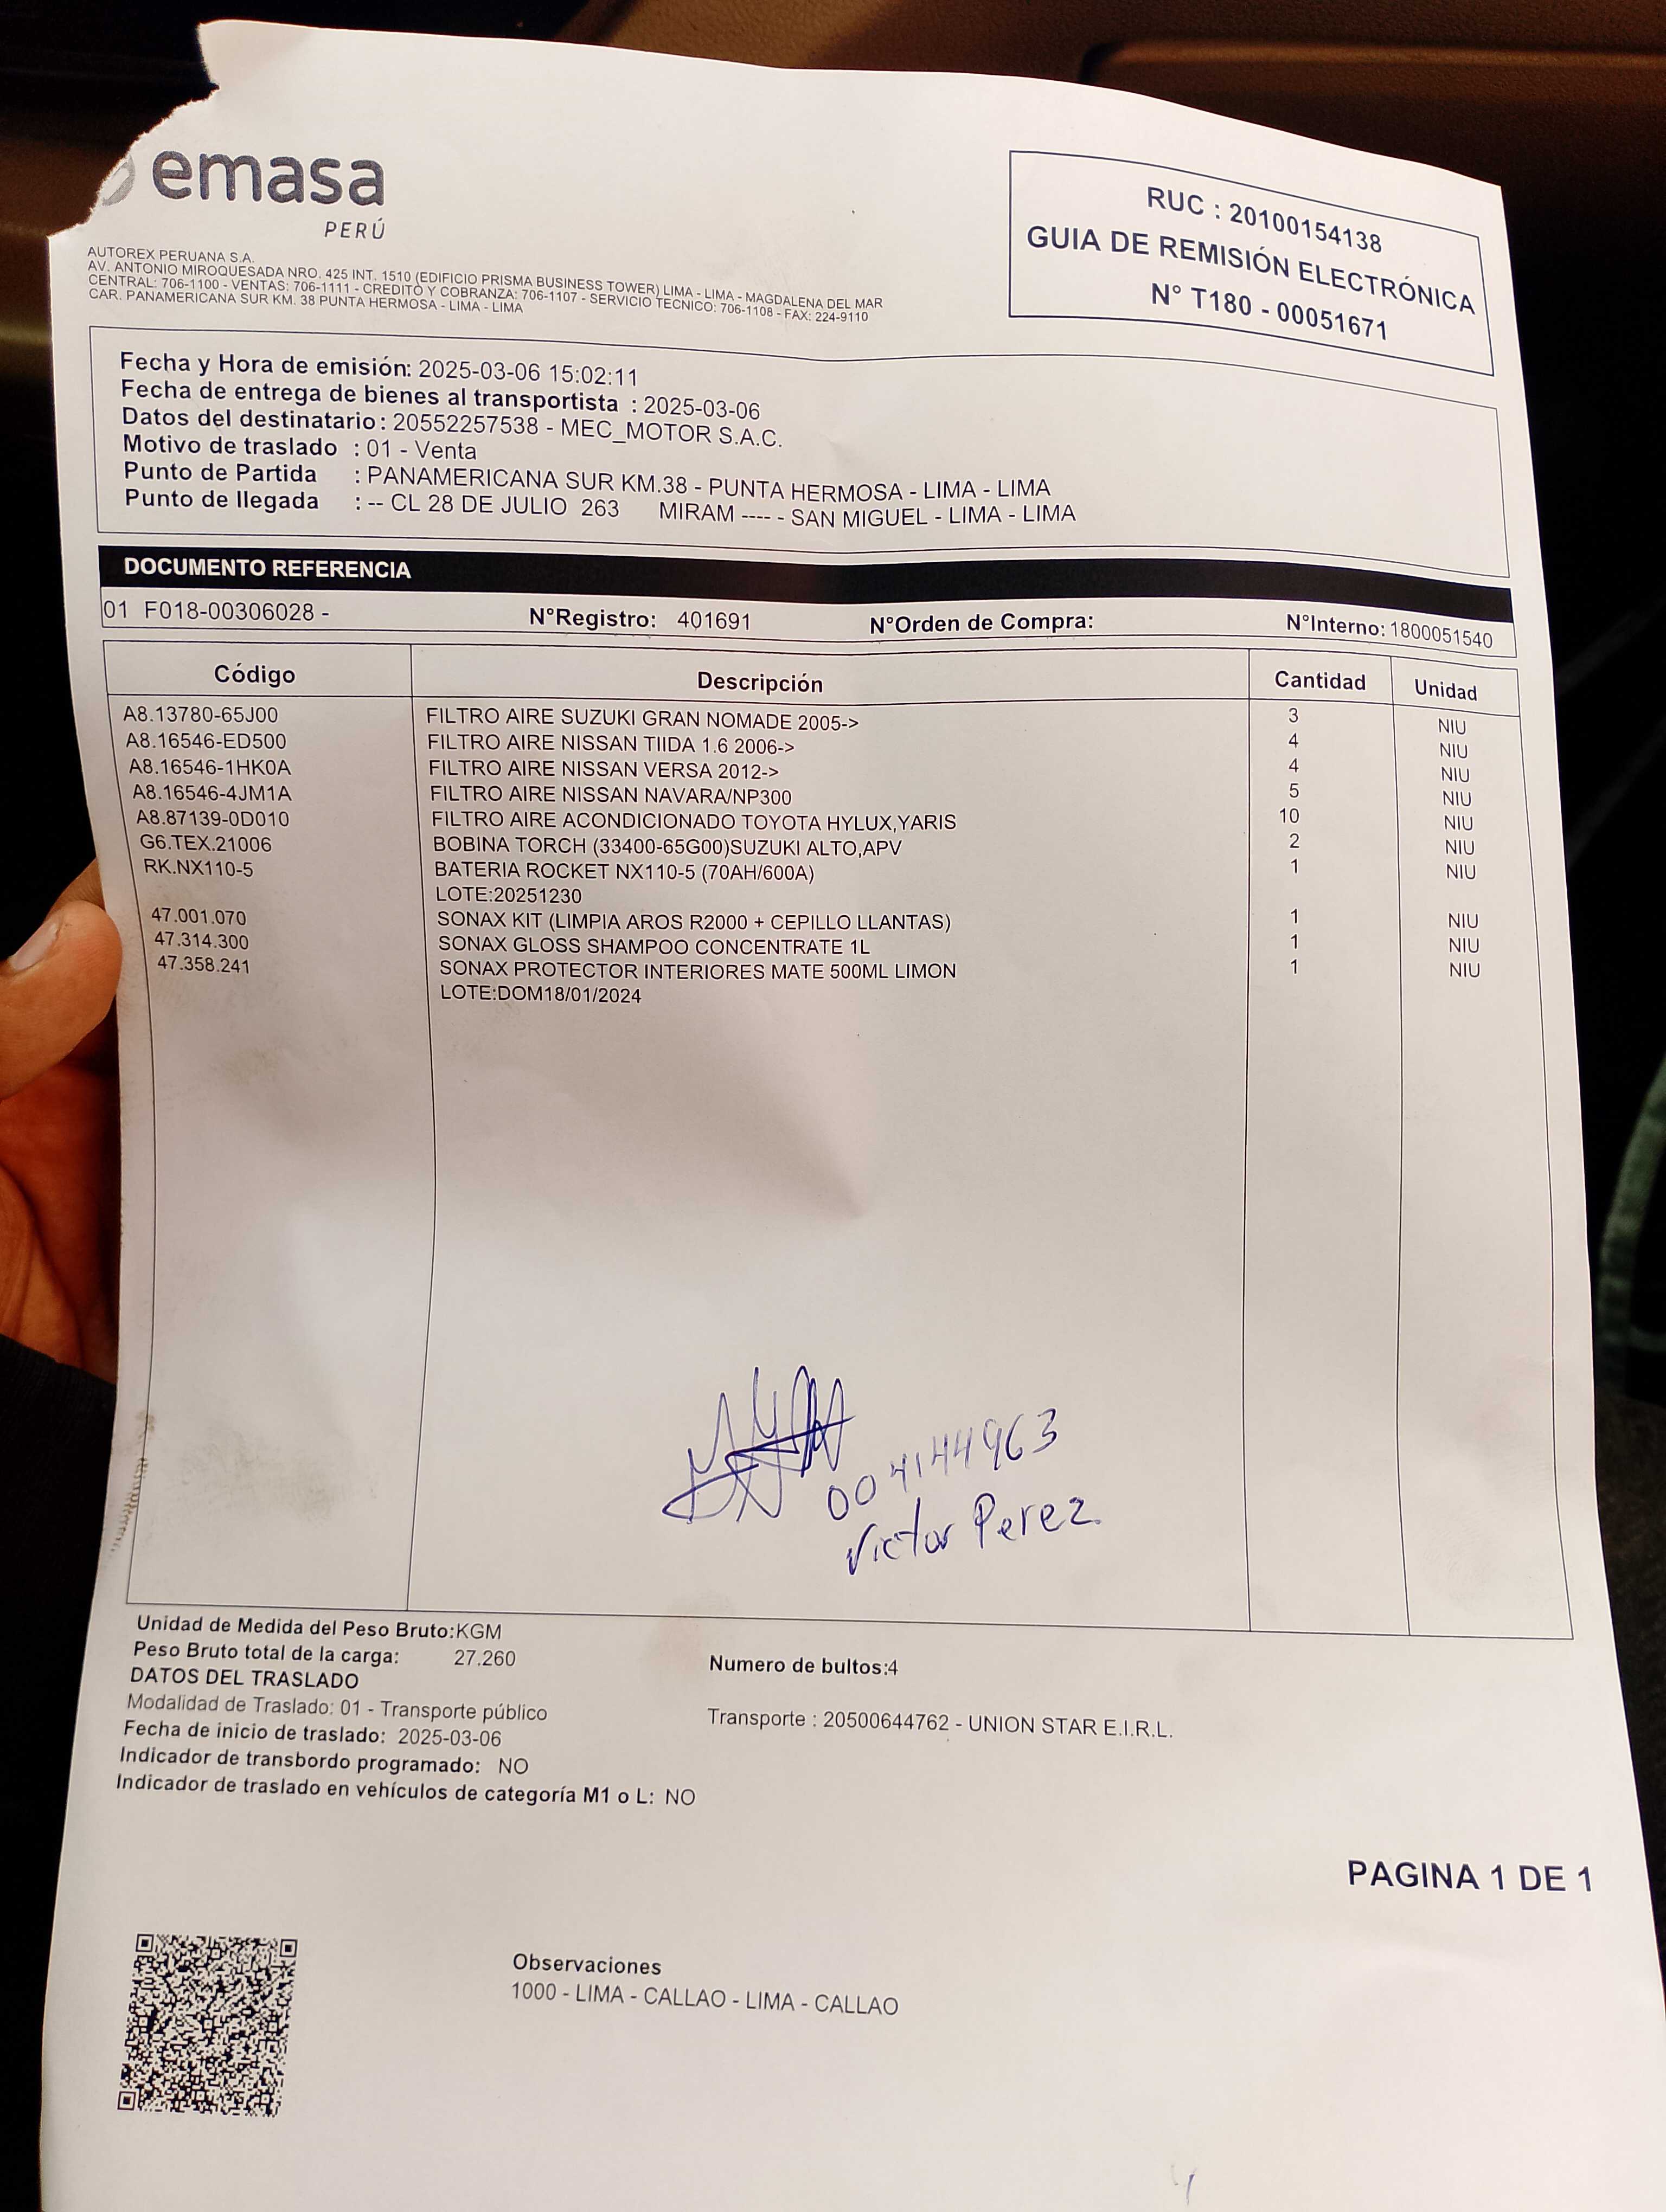 emasa
PERÚ
AUTOREX PERUANA S.A.
AV. ANTONIO MIROQUESADA NRO. 425 INT. 1510 (EDIFICIO PRISMA BUSINESS TOWER) LIMA - LIMA - MAGDALENA DEL MAR
CENTRAL: 706-1100 - VENTAS: 706-1111 - CREDITO Y COBRANZA: 706-1107 - SERVICIO TECNICO: 706-1108 - FAX: 224-9110
CAR. PANAMERICANA SUR KM. 38 PUNTA HERMOSA - LIMA - LIMA
RUC : 20100154138
GUIA DE REMISIÓN ELECTRÓNICA
N° T180 - 00051671
Fecha y Hora de emisión: 2025-03-06 15:02:11
Fecha de entrega de bienes al transportista : 2025-03-06
Datos del destinatario: 20552257538 - MEC_MOTOR S.A.C.
Motivo de traslado : 01 - Venta
Punto de Partida : PANAMERICANA SUR KM.38 - PUNTA HERMOSA - LIMA - LIMA
Punto de llegada : -- CL 28 DE JULIO 263 MIRAM ---- - SAN MIGUEL - LIMA - LIMA
DOCUMENTO REFERENCIA
01 F018-00306028 - N°Registro: 401691 N°Orden de Compra: N°Interno: 1800051540
Código Descripción Cantidad Unidad
A8.13780-65J00 FILTRO AIRE SUZUKI GRAN NOMADE 2005-> 3 NIU
A8.16546-ED500 FILTRO AIRE NISSAN TIIDA 1.6 2006-> 4 NIU
A8.16546-1HK0A FILTRO AIRE NISSAN VERSA 2012-> 4 NIU
A8.16546-4JM1A FILTRO AIRE NISSAN NAVARA/NP300 5 NIU
A8.87139-0D010 FILTRO AIRE ACONDICIONADO TOYOTA HYLUX,YARIS 10 NIU
G6.TEX.21006 BOBINA TORCH (33400-65G00)SUZUKI ALTO,APV 2 NIU
RK.NX110-5 BATERIA ROCKET NX110-5 (70AH/600A) 1 NIU
LOTE:20251230
47.001.070 SONAX KIT (LIMPIA AROS R2000 + CEPILLO LLANTAS) 1 NIU
47.314.300 SONAX GLOSS SHAMPOO CONCENTRATE 1L 1 NIU
47.358.241 SONAX PROTECTOR INTERIORES MATE 500ML LIMON 1 NIU
LOTE:DOM18/01/2024
004144963
Victor Perez
Unidad de Medida del Peso Bruto:KGM
Peso Bruto total de la carga: 27.260 Numero de bultos:4
DATOS DEL TRASLADO
Modalidad de Traslado: 01 - Transporte público Transporte : 20500644762 - UNION STAR E.I.R.L.
Fecha de inicio de traslado: 2025-03-06
Indicador de transbordo programado: NO
Indicador de traslado en vehículos de categoría M1 o L: NO
PAGINA 1 DE 1
Observaciones
1000 - LIMA - CALLAO - LIMA - CALLAO